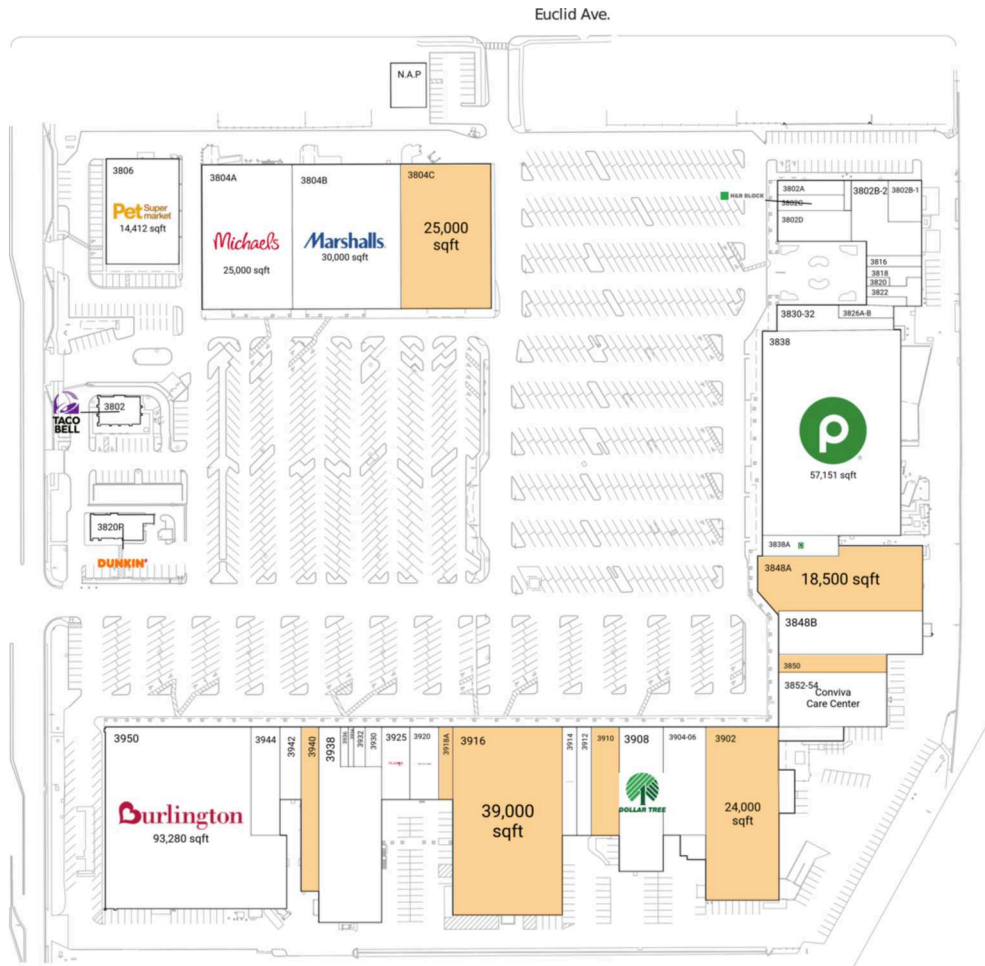 Euclid Ave.
N.A.P
3806
Pet Super
market
14,412 sqft
3804A
Michaels
25,000 sqft
3804B
Marshalls
30,000 sqft
3804C
25,000
sqft
H&R BLOCK
3802A
3802C
3802D
3802B-2
3802B-1
3816
3818
3820
3822
3826A-B
3830-32
3838
p
57,151 sqft
3838A
3848A
18,500 sqft
3848B
3850
3852-54
Conviva
Care Center
TACO
BELL
3802
3820P
DUNKIN'
3950
Burlington
93,280 sqft
3944
3942
3940
3938
3936
3932
3930
3925
3920
3918A
3916
39,000
sqft
3914
3912
3910
3908
DOLLAR TREE
3904-06
3902
24,000
sqft